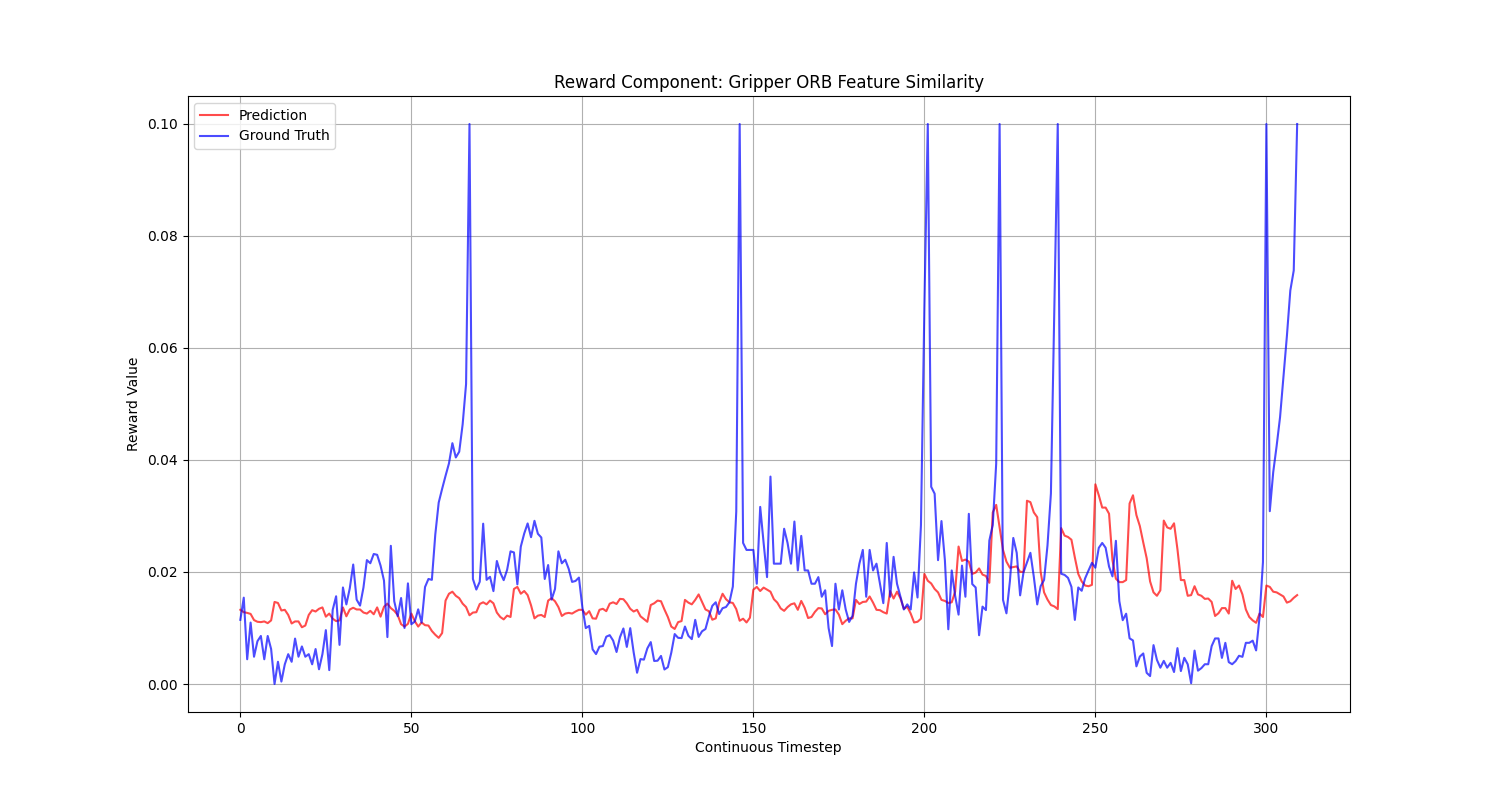 Reward Component: Gripper ORB Feature Similarity
Prediction
Ground Truth
Reward Value
0.10
0.08
0.06
0.04
0.02
0.00
0 50 100 150 200 250 300
Continuous Timestep